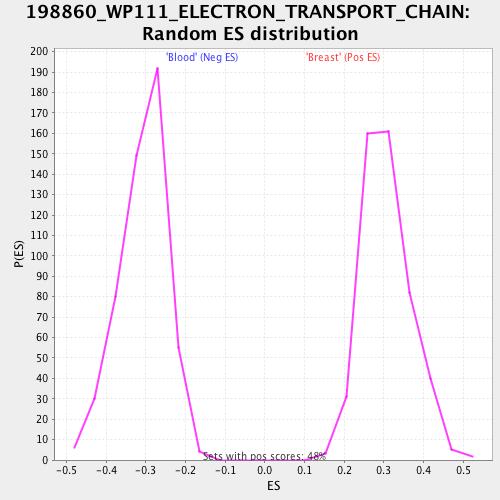 198860_WP111_ELECTRON_TRANSPORT_CHAIN:
Random ES distribution
'Blood' (Neg ES)
'Breast' (Pos ES)
200
190
180
170
160
150
140
130
120
110
100
90
80
70
60
50
40
30
20
10
0
P(ES)
Sets with pos scores: 48%
-0.5 -0.4 -0.3 -0.2 -0.1 0.0 0.1 0.2 0.3 0.4 0.5
ES